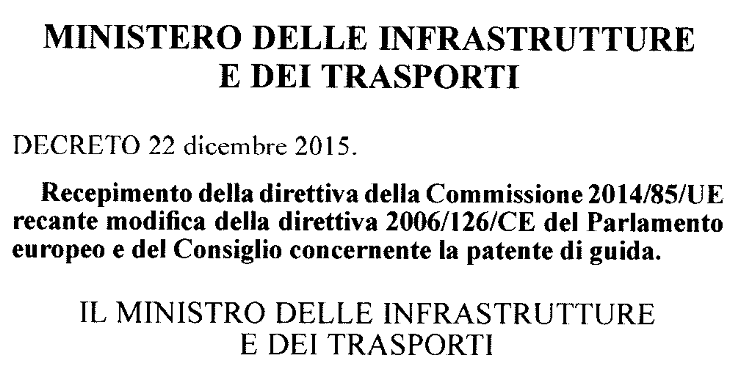 MINISTERO DELLE INFRASTRUTTURE
E DEI TRASPORTI
DECRETO 22 dicembre 2015.
Recepimento della direttiva della Commissione 2014/85/UE
recante modifica della direttiva 2006/126/CE del Parlamento
europeo e del Consiglio concernente la patente di guida.
IL MINISTRO DELLE INFRASTRUTTURE
E DEI TRASPORTI